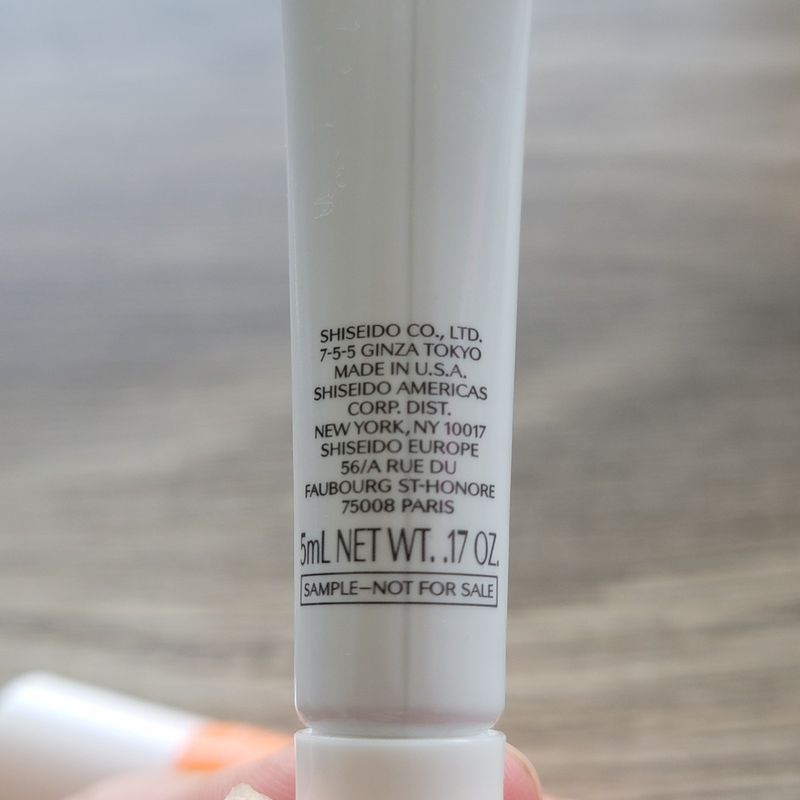 SHISEIDO CO., LTD.
7-5-5 GINZA TOKYO
MADE IN U.S.A.
SHISEIDO AMERICAS
CORP. DIST.
NEW YORK, NY 10017
SHISEIDO EUROPE
56/A RUE DU
FAUBOURG ST-HONORE
75008 PARIS
5mL NET WT. .17 OZ.
SAMPLE—NOT FOR SALE